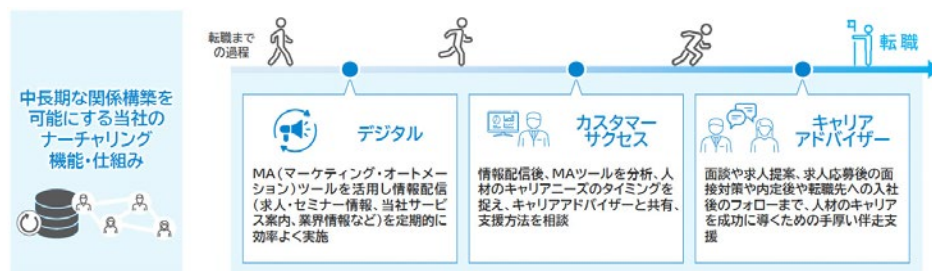 中長期な関係構築を
可能にする当社の
ナーチャリング
機能・仕組み
転職まで
の過程
転職
デジタル
MA（マーケティング・オートメ
ーション）ツールを活用し情報配信
（求人・セミナー情報、当社サービ
ス案内、業界情報など）を定期的に
効率よく実施
カスタマー
サクセス
情報配信後、MAツールを分析、人
材のキャリアニーズのタイミングを
捉え、キャリアアドバイザーと共有、
支援方法を相談
キャリア
アドバイザー
面談や求人提案、求人応募後の面
接対策や内定後や転職先への入社
後のフォローまで、人材のキャリア
を成功に導くための手厚い伴走支
援